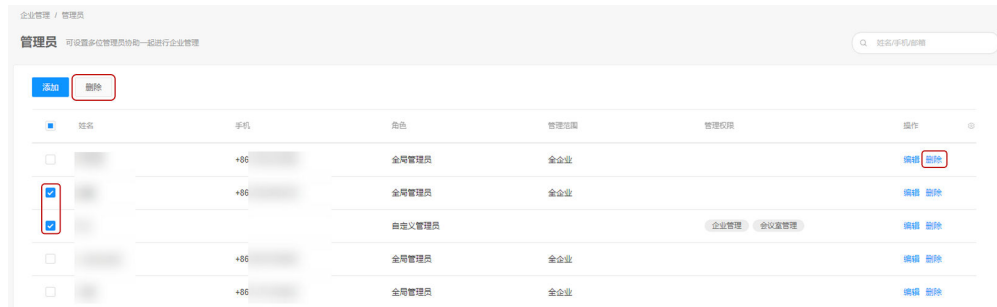 企业管理 / 管理员
管理员 可设置多位管理员协助一起进行企业管理 姓名/手机/邮箱
添加 删除
姓名 手机 角色 管理范围 管理权限 操作
+86 全局管理员 全企业 编辑 删除
+86 全局管理员 全企业 编辑 删除
自定义管理员 企业管理 会议室管理 编辑 删除
+86 全局管理员 全企业 编辑 删除
+86 全局管理员 全企业 编辑 删除